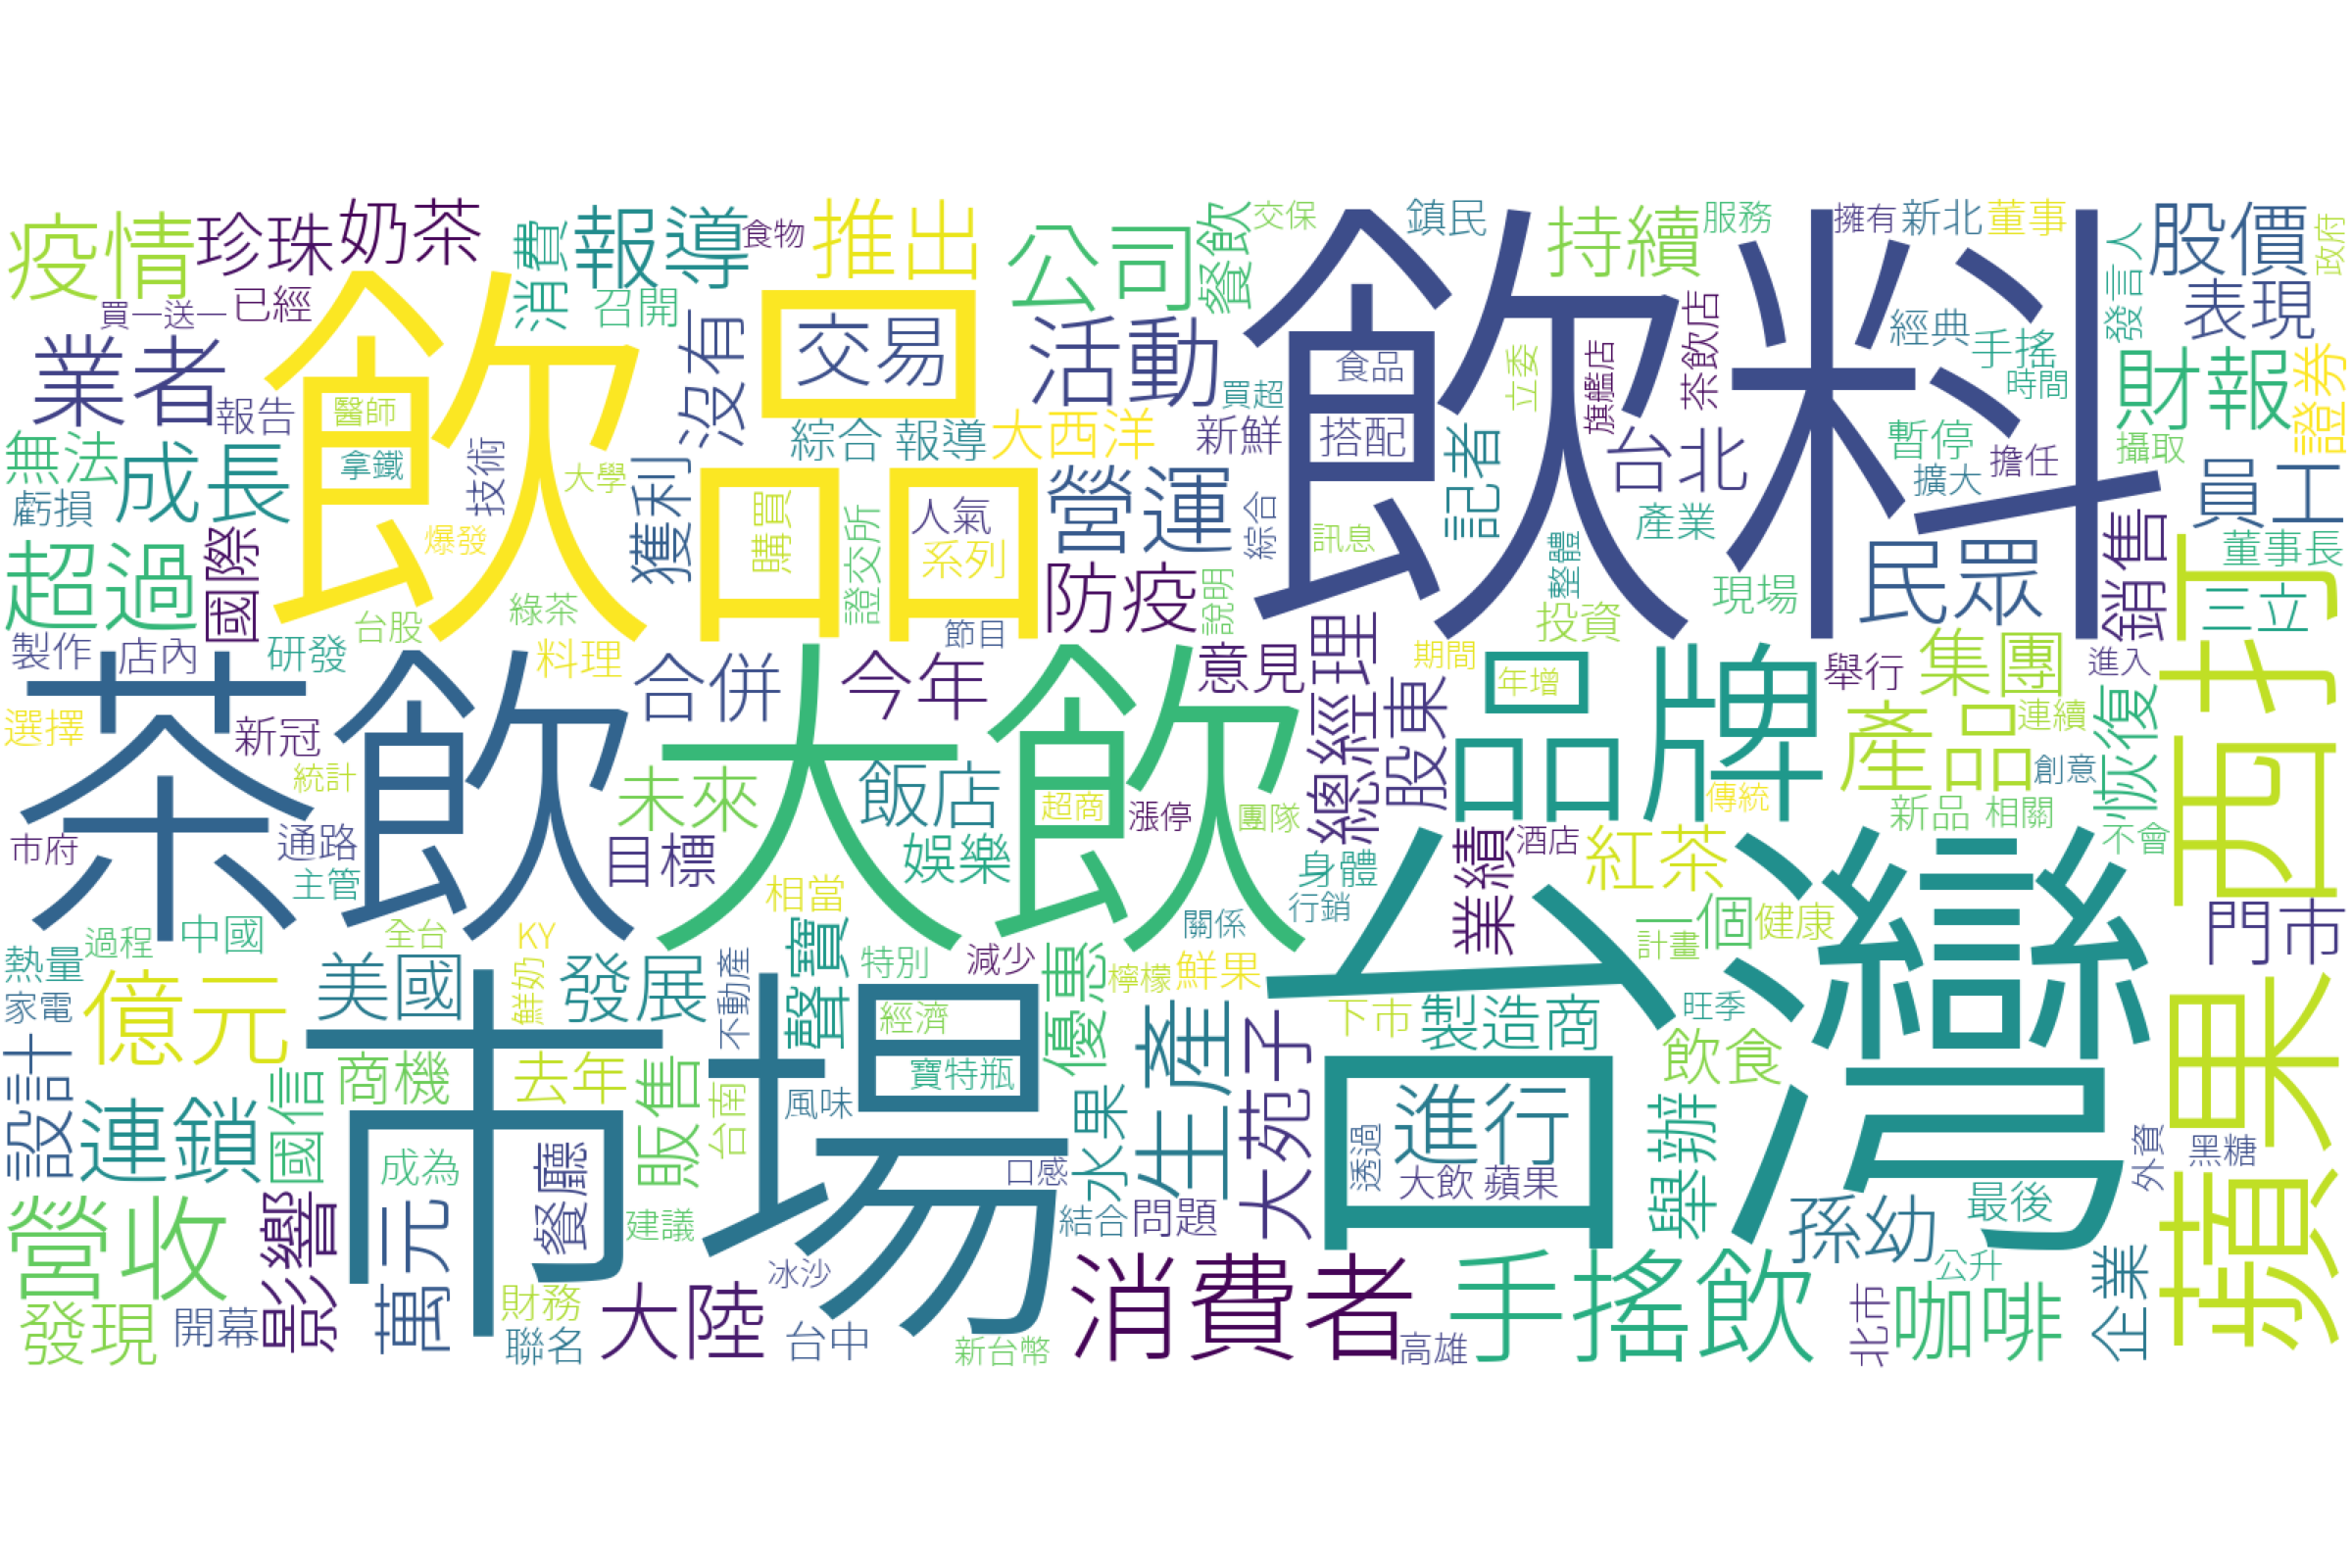 疫情
珍珠
奶茶
消費
報導
食物
推出
公司
餐飲
交保
鎮民
持續
服務
擁有
新北
董事
發言人
股價
政府
買一送一
已經
召開
飲品
交易
沒有
活動
飲料
食品
買超
立委
旗艦店
茶飲店
經典
手搖
時間
表現
業者
報告
醫師
綜合 報導
大西洋
新鮮
搭配
記者
台北
暫停
財報
證券
無法
成長
拿鐵
技術
大學
獲利
購買
人氣
營運
綜合
訊息
產業
擴大
擔任
攝取
員工
虧損
國際
爆發
證交所
系列
說明
整體
民眾
銷售
董事長
超過
綠茶
台股
防疫
投資
現場
三立
西打
製作
店內
研發
料理
節目
合併
今年
意見
總經理
期間
年增
品牌
舉行
集團
進入
茶飲
選擇
新冠
統計
大飲
未來
飯店
超商
漲停
團隊
股東
傳統
產品
連續
創意
恢復
市府
通路
主管
目標
娛樂
相當
身體
業績
酒店
紅茶
新品
相關
不會
台灣
過程
中國
全台
KY
聲寶
特別
減少
關係
行銷
一個
計畫
健康
門市
熱量
家電
億元
美國
鮮奶
發展
不動產
經濟
優惠
檸檬
鮮果
下市
製造商
旺季
蘋果
設計
連鎖
國信
商機
市場
去年
販售
台南
風味
寶特瓶
水果
生產
大苑子
進行
飲食
舉辦
透過
外資
黑糖
營收
影響
成為
萬元
餐廳
建議
口感
結合
問題
大飲 蘋果
孫幼
最後
發現
開幕
財務
聯名
大陸
冰沙
台中
新台幣
消費者
高雄
手搖飲
北市
公升
咖啡
企業